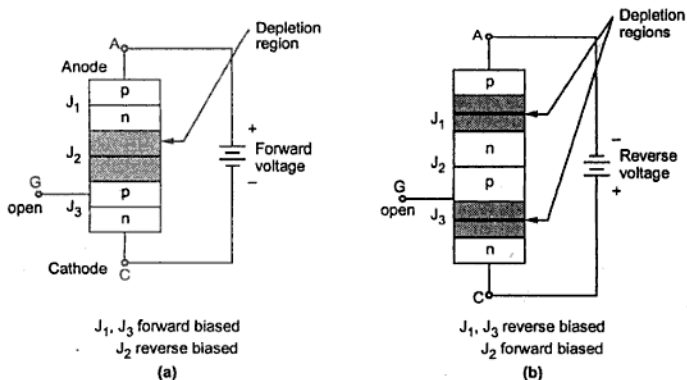 A
Depletion
region
Anode
p
J1
n
J2
G
open
p
J3
n
+
Forward
voltage
−
Cathode
C
J1, J3 forward biased
J2 reverse biased
(a)
Depletion
regions
A
p
J1
n
J2
G
open
p
J3
n
−
Reverse
voltage
+
C
J1, J3 reverse biased
J2 forward biased
(b)